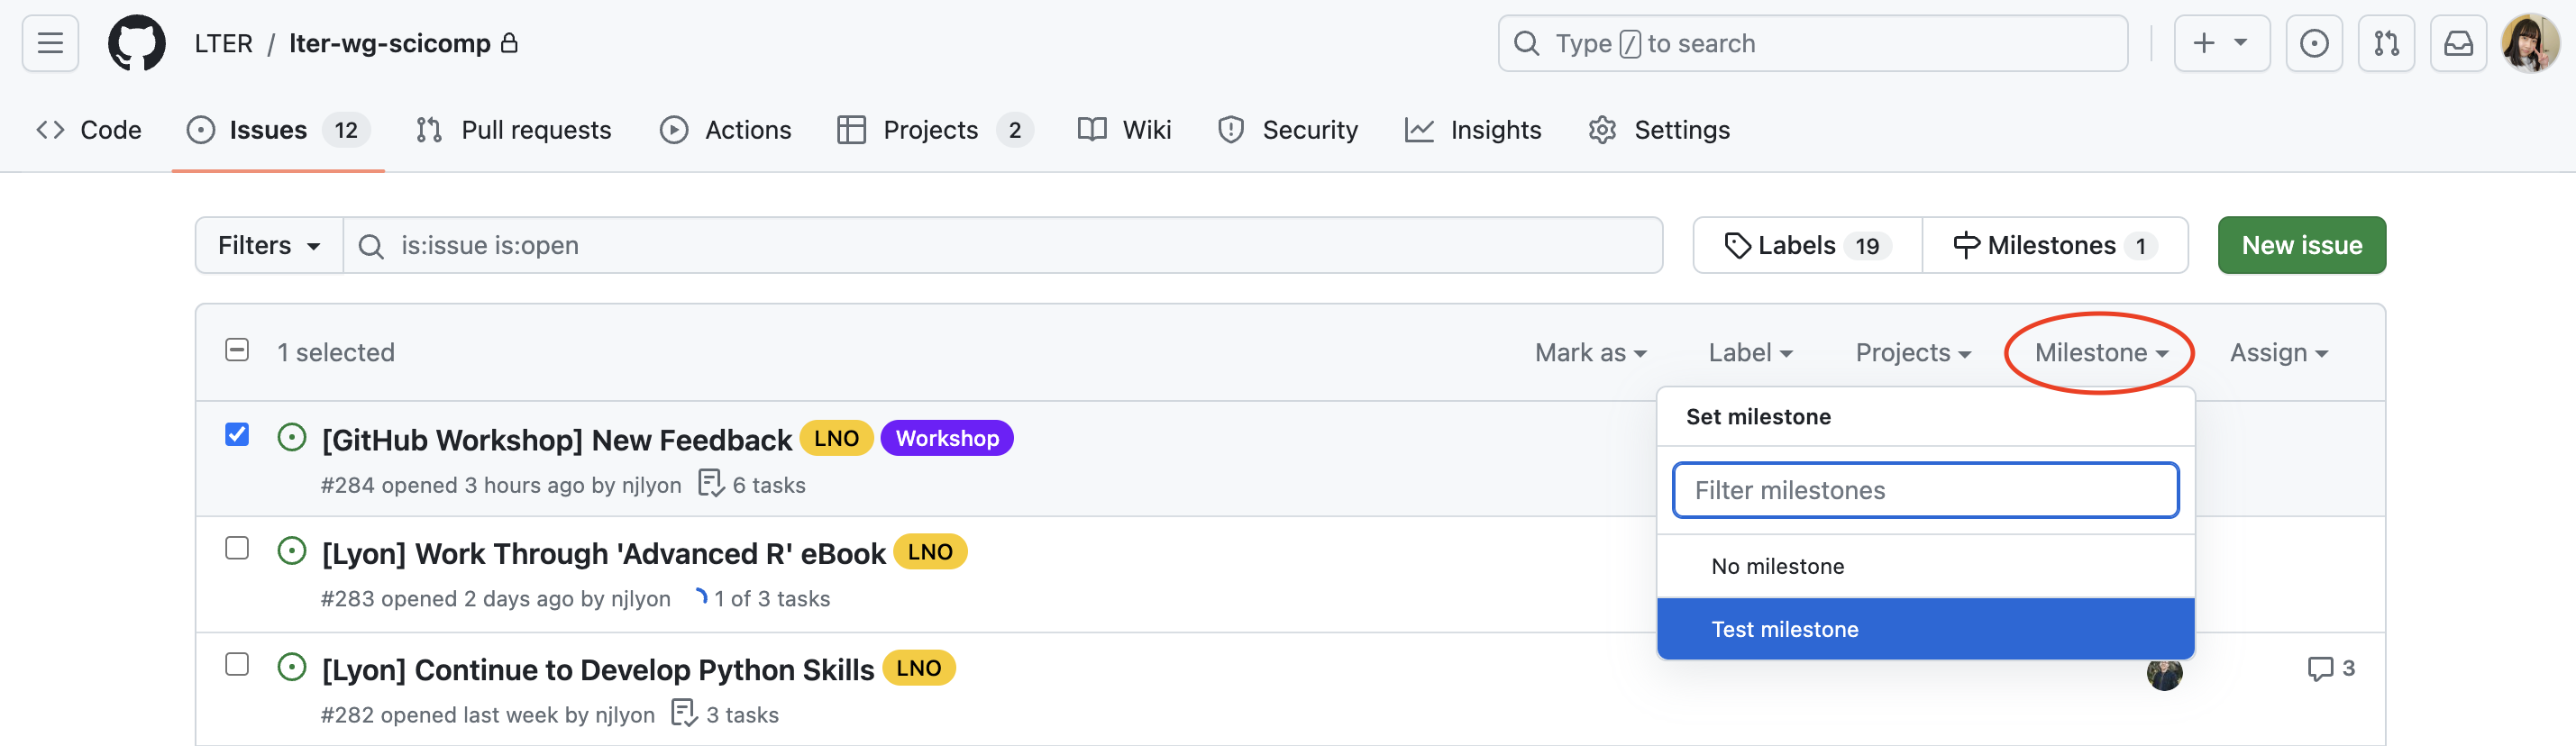 LTER / lter-wg-scicomp
Type / to search
Code Issues 12 Pull requests Actions Projects 2 Wiki Security Insights Settings
Filters is:issue is:open Labels 19 Milestones 1 New issue
1 selected Mark as Label Projects Milestone Assign
Set milestone
Filter milestones
No milestone
Test milestone
[GitHub Workshop] New Feedback LNO Workshop
#284 opened 3 hours ago by njlyon 6 tasks
[Lyon] Work Through 'Advanced R' eBook LNO
#283 opened 2 days ago by njlyon 1 of 3 tasks
[Lyon] Continue to Develop Python Skills LNO 3
#282 opened last week by njlyon 3 tasks